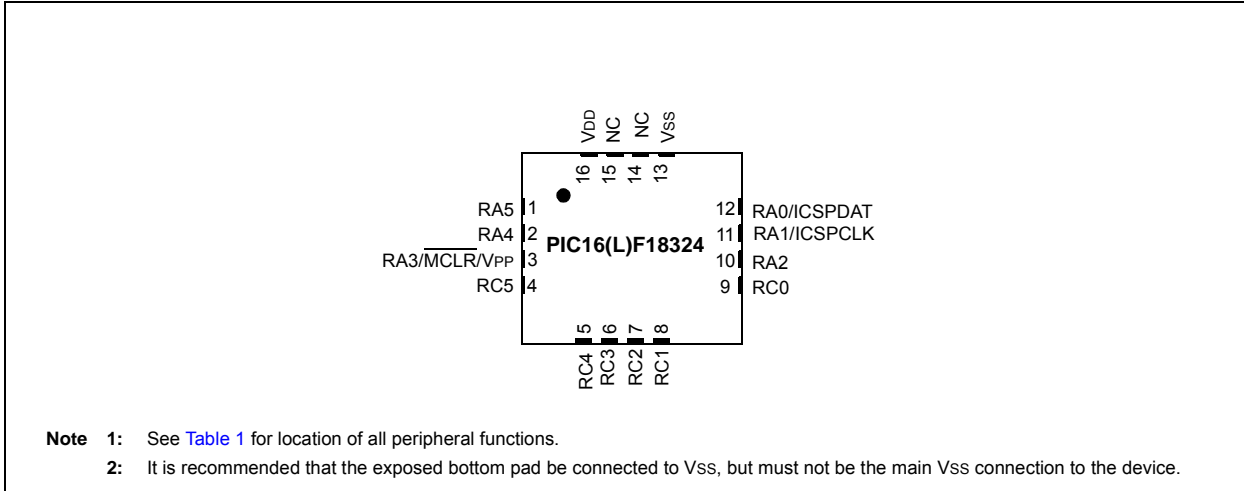 VDD
NC
NC
VSS
16
15
14
13
RA5 1
RA4 2
RA3/MCLR/VPP 3
RC5 4
PIC16(L)F18324
12 RA0/ICSPDAT
11 RA1/ICSPCLK
10 RA2
9 RC0
5
6
7
8
RC4
RC3
RC2
RC1
Note 1: See Table 1 for location of all peripheral functions.
2: It is recommended that the exposed bottom pad be connected to VSS, but must not be the main VSS connection to the device.